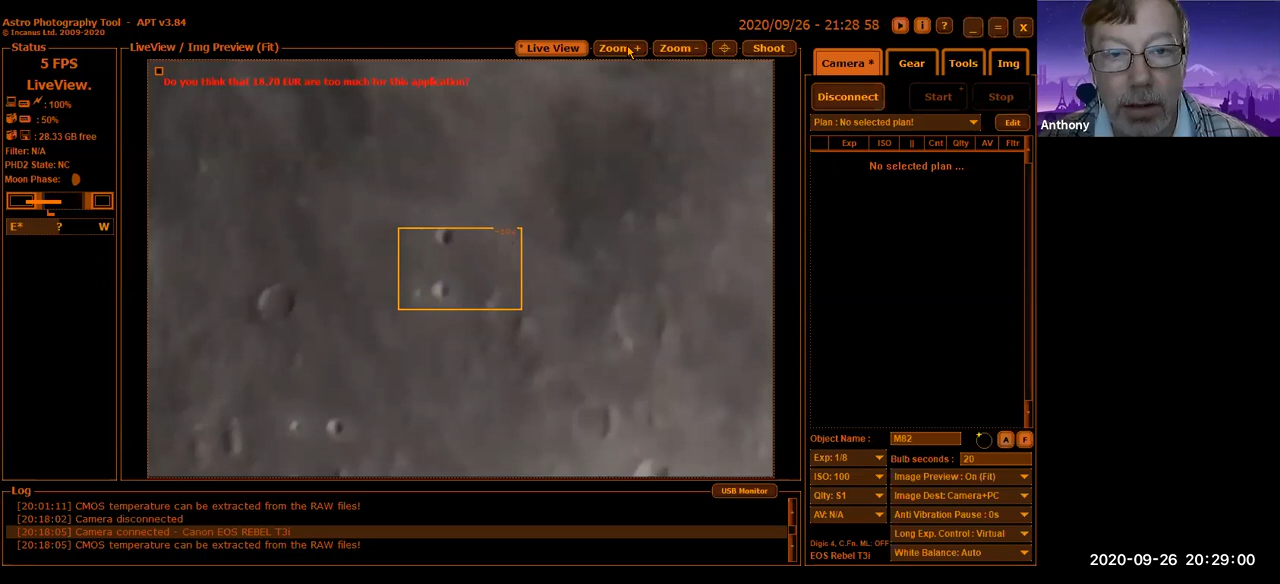 Astro Photography Tool - APT v3.84
© Incanus Ltd. 2009-2020
2020/09/26 - 21:28 58
i
?
_
=
X
Status
5 FPS
LiveView.
: 100%
: 50%
: 28.33 GB free
Filter: N/A
PHD2 State: NC
Moon Phase:
E* ? W
LiveView / Img Preview (Fit)
* Live View
Zoom +
Zoom -
Shoot
Do you think that 18.70 EUR are too much for this application?
Camera *
Gear
Tools
Img
Disconnect
Start +
Stop
Plan : No selected plan!
Edit
Exp ISO || Cnt Qlty AV Fltr
No selected plan ...
Object Name : M82
A
F
Exp: 1/8
Bulb seconds : 20
ISO: 100
Image Preview : On (Fit)
Qlty: S1
Image Dest: Camera+PC
AV: N/A
Anti Vibration Pause : 0s
Long Exp. Control : Virtual
Digic 4, C.Fn. ML: OFF
EOS Rebel T3i
White Balance: Auto
Log
USB Monitor
[20:01:11] CMOS temperature can be extracted from the RAW files!
[20:18:02] Camera disconnected
[20:18:05] Camera connected - Canon EOS REBEL T3i
[20:18:05] CMOS temperature can be extracted from the RAW files!
Anthony
2020-09-26 20:29:00